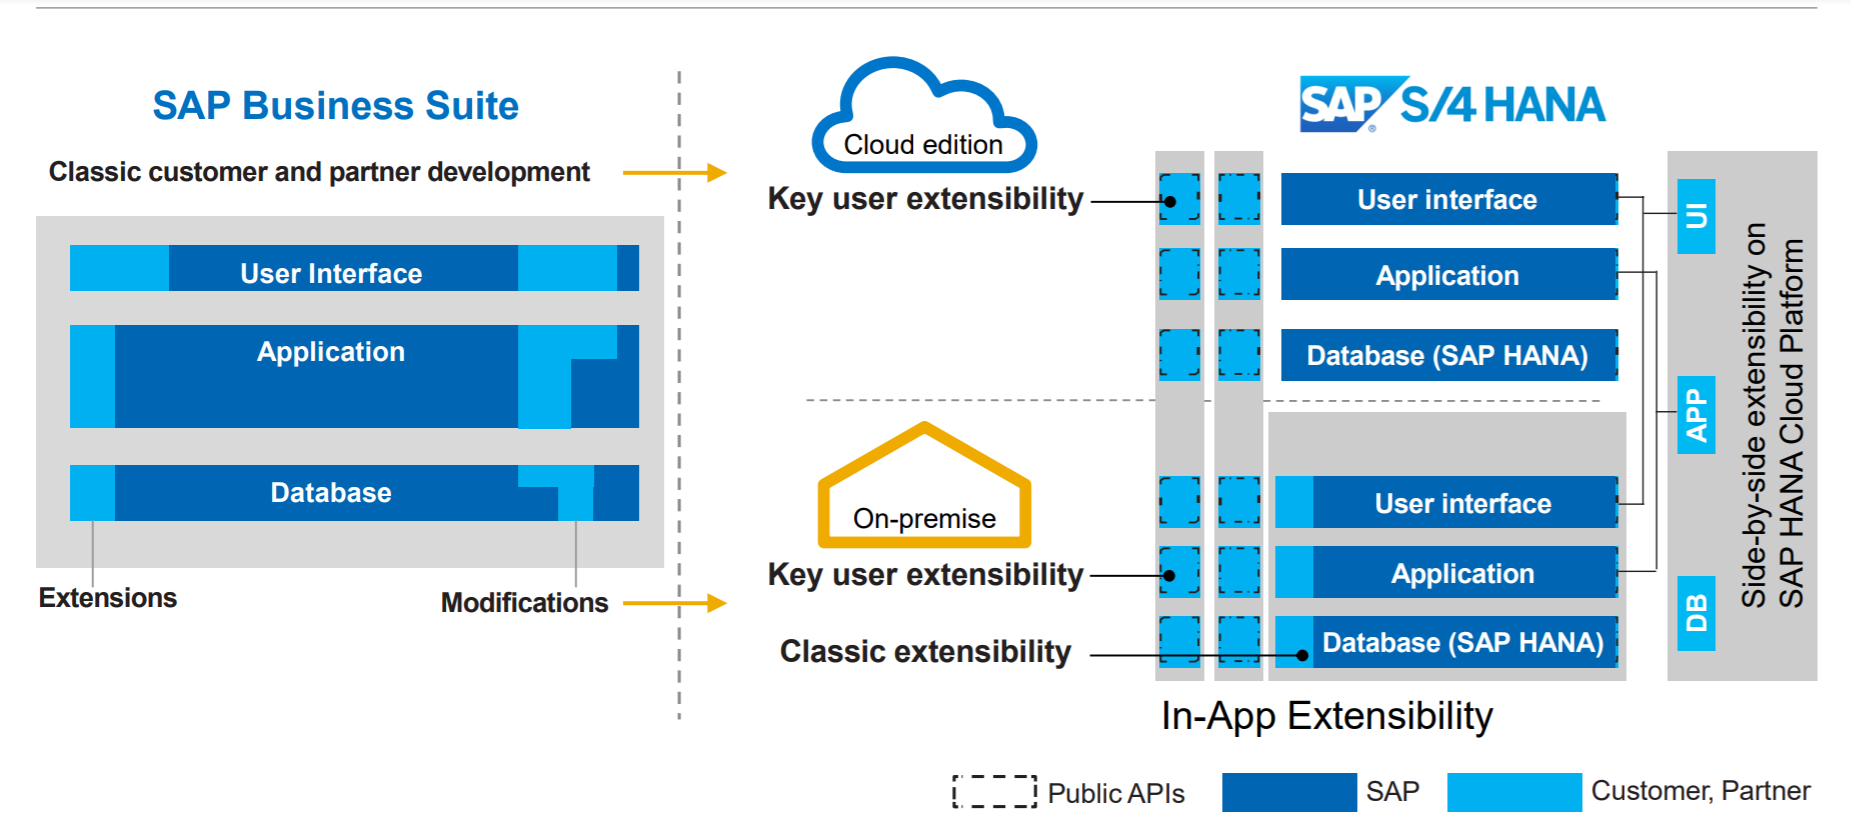 SAP Business Suite
Classic customer and partner development
User Interface
Application
Database
Extensions
Modifications
Cloud edition
Key user extensibility
SAP® S/4HANA
User interface
Application
Database (SAP HANA)
On-premise
Key user extensibility
Classic extensibility
User interface
Application
Database (SAP HANA)
In-App Extensibility
UI
APP
DB
Side-by-side extensibility on
SAP HANA Cloud Platform
Public APIs
SAP
Customer, Partner